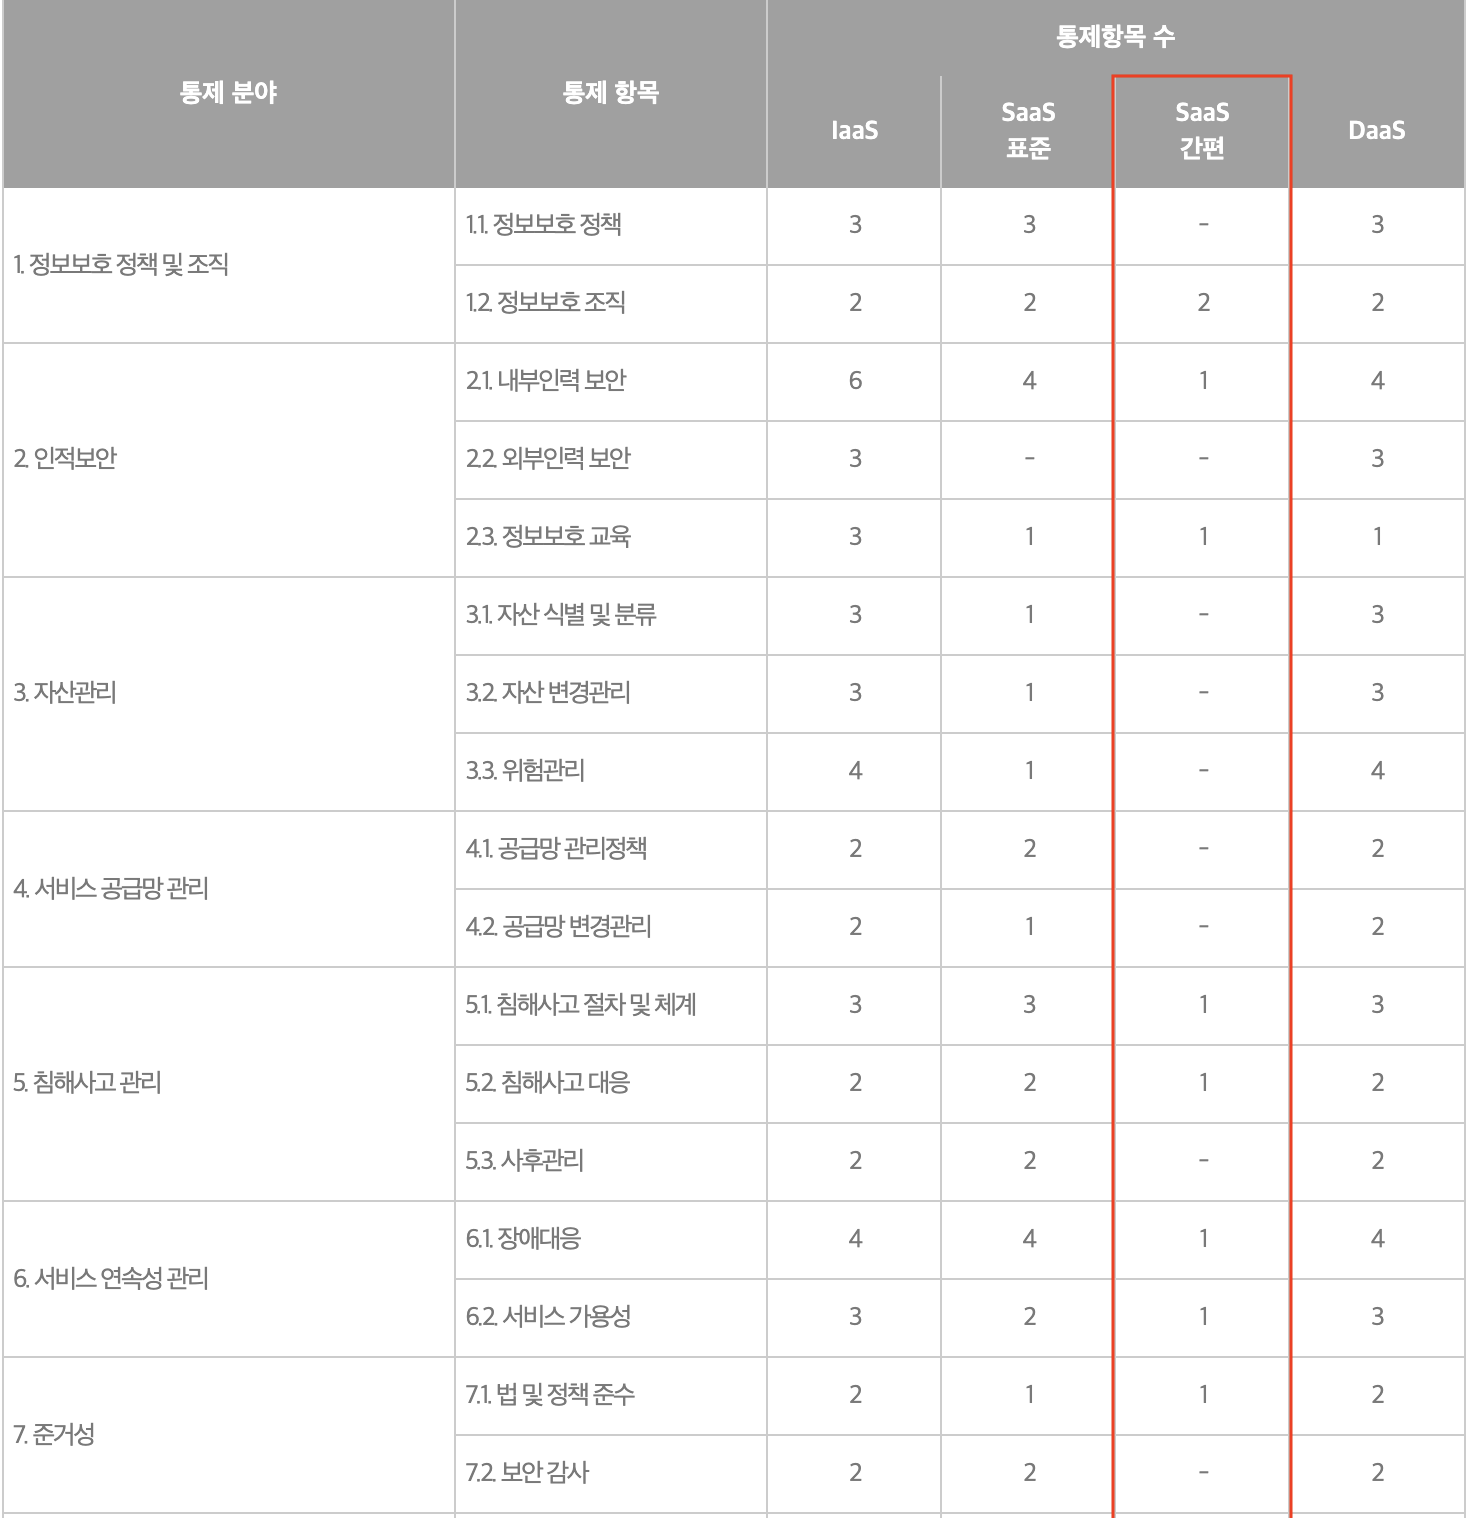 통제 분야
통제 항목
통제항목 수
IaaS
SaaS
표준
SaaS
간편
DaaS
1. 정보보호 정책 및 조직
1.1. 정보보호 정책 3 3 - 3
1.2. 정보보호 조직 2 2 2 2
2. 인적보안
2.1. 내부인력 보안 6 4 1 4
2.2. 외부인력 보안 3 - - 3
2.3. 정보보호 교육 3 1 1 1
3. 자산관리
3.1. 자산 식별 및 분류 3 1 - 3
3.2. 자산 변경관리 3 1 - 3
3.3. 위험관리 4 1 - 4
4. 서비스 공급망 관리
4.1. 공급망 관리정책 2 2 - 2
4.2. 공급망 변경관리 2 1 - 2
5. 침해사고 관리
5.1. 침해사고 절차 및 체계 3 3 1 3
5.2. 침해사고 대응 2 2 1 2
5.3. 사후관리 2 2 - 2
6. 서비스 연속성 관리
6.1. 장애대응 4 4 1 4
6.2. 서비스 가용성 3 2 1 3
7. 준거성
7.1. 법 및 정책 준수 2 1 1 2
7.2. 보안 감사 2 2 - 2